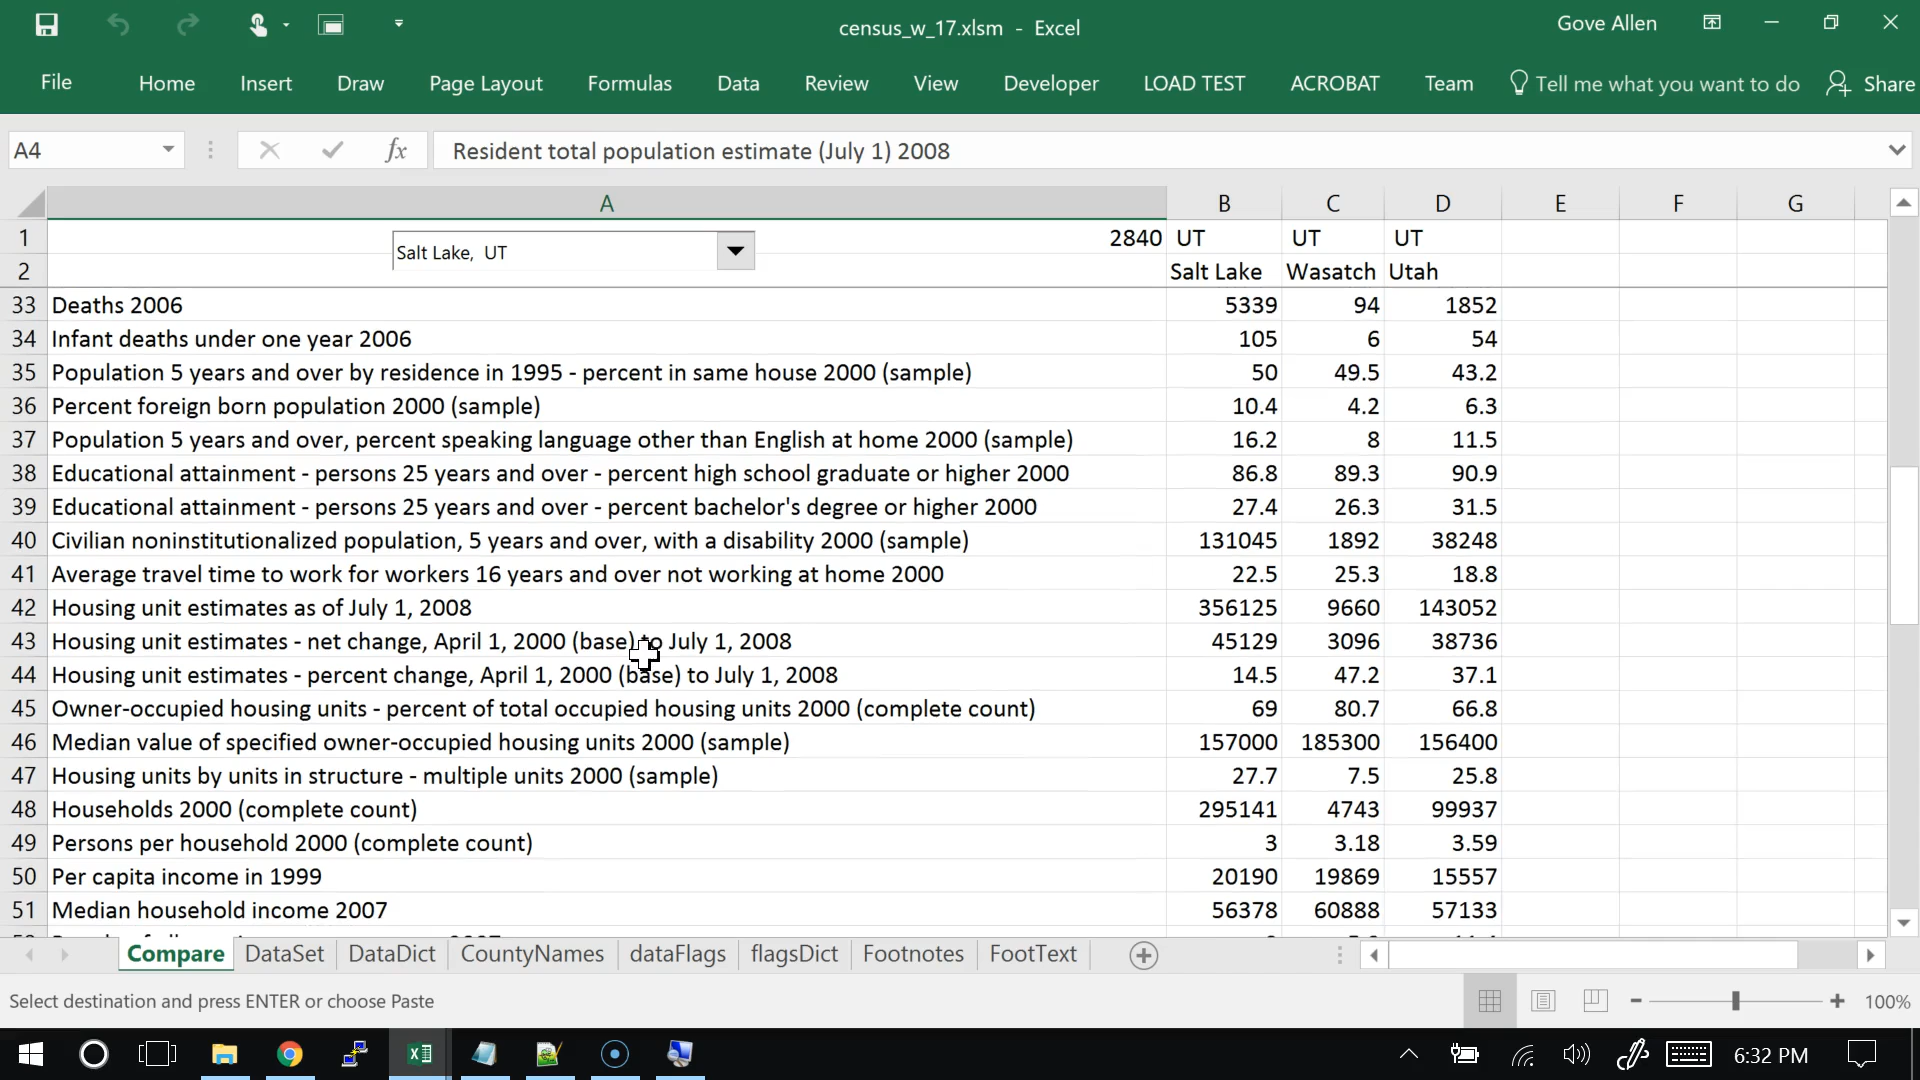 census_w_17.xlsm - Excel
Gove Allen
File Home Insert Draw Page Layout Formulas Data Review View Developer LOAD TEST ACROBAT Team Tell me what you want to do Share
A4 fx Resident total population estimate (July 1) 2008
A B C D E F G
1 Salt Lake, UT 2840 UT UT UT
2 Salt Lake Wasatch Utah
33 Deaths 2006 5339 94 1852
34 Infant deaths under one year 2006 105 6 54
35 Population 5 years and over by residence in 1995 - percent in same house 2000 (sample) 50 49.5 43.2
36 Percent foreign born population 2000 (sample) 10.4 4.2 6.3
37 Population 5 years and over, percent speaking language other than English at home 2000 (sample) 16.2 8 11.5
38 Educational attainment - persons 25 years and over - percent high school graduate or higher 2000 86.8 89.3 90.9
39 Educational attainment - persons 25 years and over - percent bachelor's degree or higher 2000 27.4 26.3 31.5
40 Civilian noninstitutionalized population, 5 years and over, with a disability 2000 (sample) 131045 1892 38248
41 Average travel time to work for workers 16 years and over not working at home 2000 22.5 25.3 18.8
42 Housing unit estimates as of July 1, 2008 356125 9660 143052
43 Housing unit estimates - net change, April 1, 2000 (base) to July 1, 2008 45129 3096 38736
44 Housing unit estimates - percent change, April 1, 2000 (base) to July 1, 2008 14.5 47.2 37.1
45 Owner-occupied housing units - percent of total occupied housing units 2000 (complete count) 69 80.7 66.8
46 Median value of specified owner-occupied housing units 2000 (sample) 157000 185300 156400
47 Housing units by units in structure - multiple units 2000 (sample) 27.7 7.5 25.8
48 Households 2000 (complete count) 295141 4743 99937
49 Persons per household 2000 (complete count) 3 3.18 3.59
50 Per capita income in 1999 20190 19869 15557
51 Median household income 2007 56378 60888 57133
Compare DataSet DataDict CountyNames dataFlags flagsDict Footnotes FootText
Select destination and press ENTER or choose Paste
100%
6:32 PM